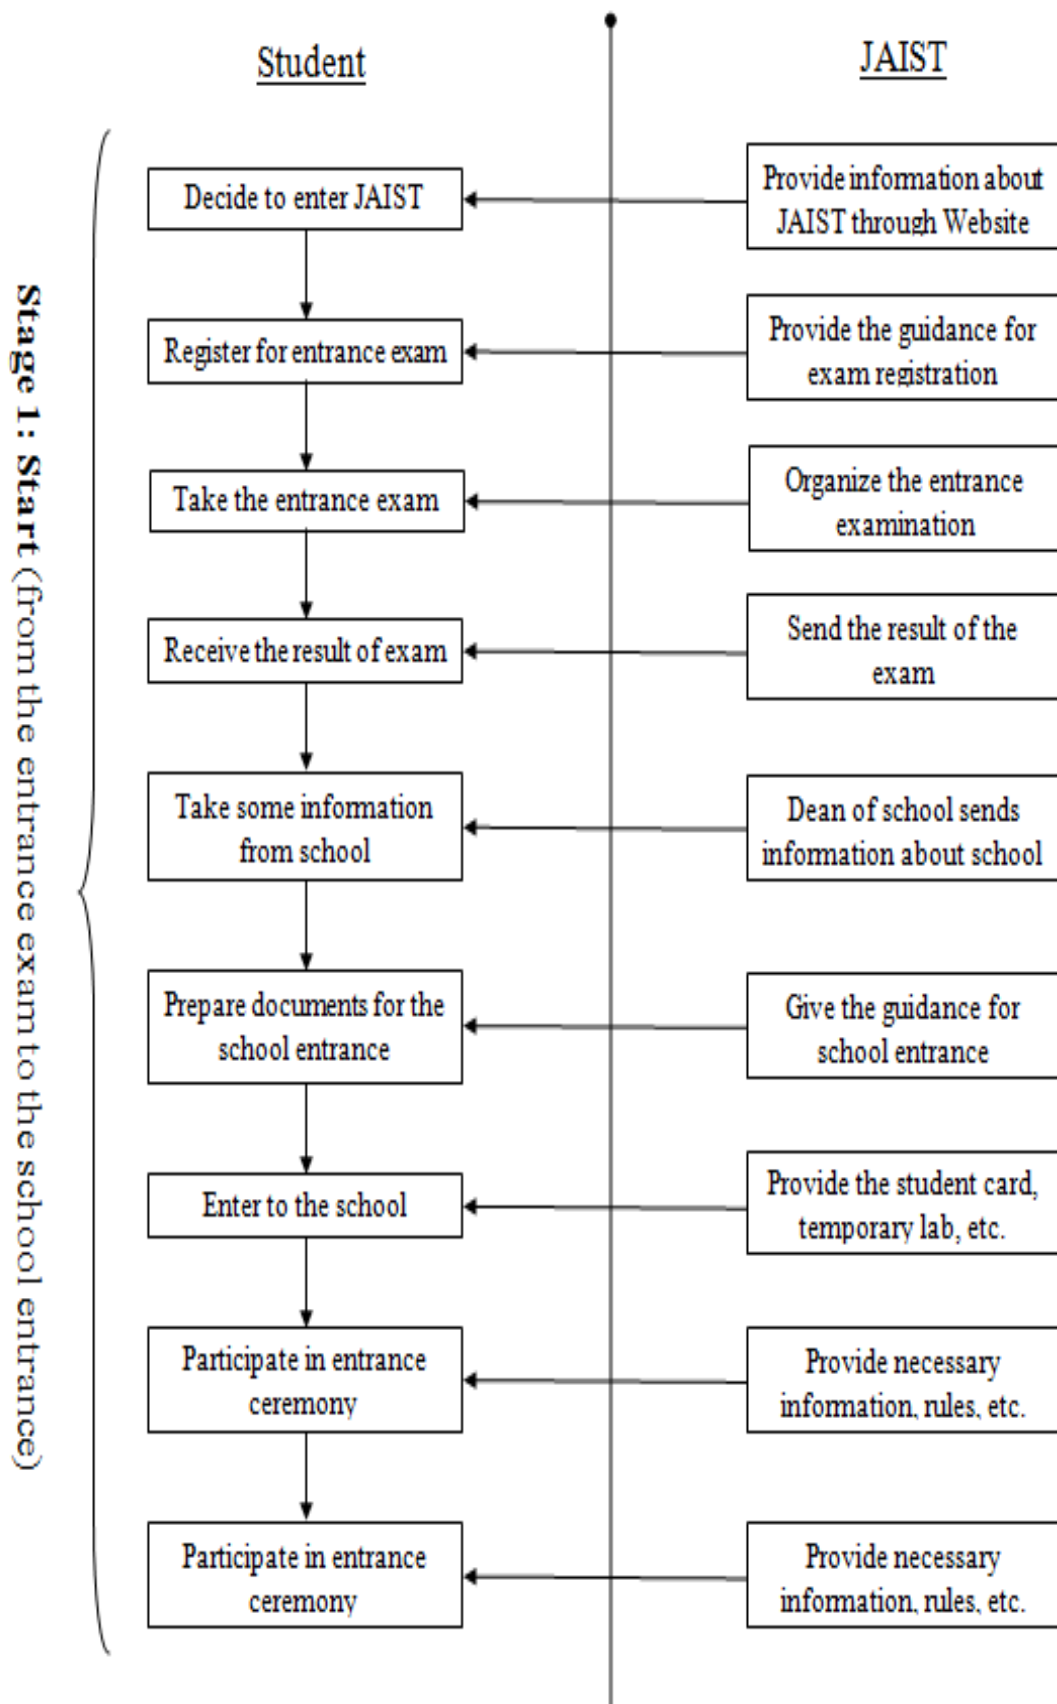 Student
JAIST
Stage 1: Start (from the entrance exam to the school entrance)
Decide to enter JAIST
Provide information about
JAIST through Website
Register for entrance exam
Provide the guidance for
exam registration
Take the entrance exam
Organize the entrance
examination
Receive the result of exam
Send the result of the
exam
Take some information
from school
Dean of school sends
information about school
Prepare documents for the
school entrance
Give the guidance for
school entrance
Enter to the school
Provide the student card,
temporary lab, etc.
Participate in entrance
ceremony
Provide necessary
information, rules, etc.
Participate in entrance
ceremony
Provide necessary
information, rules, etc.